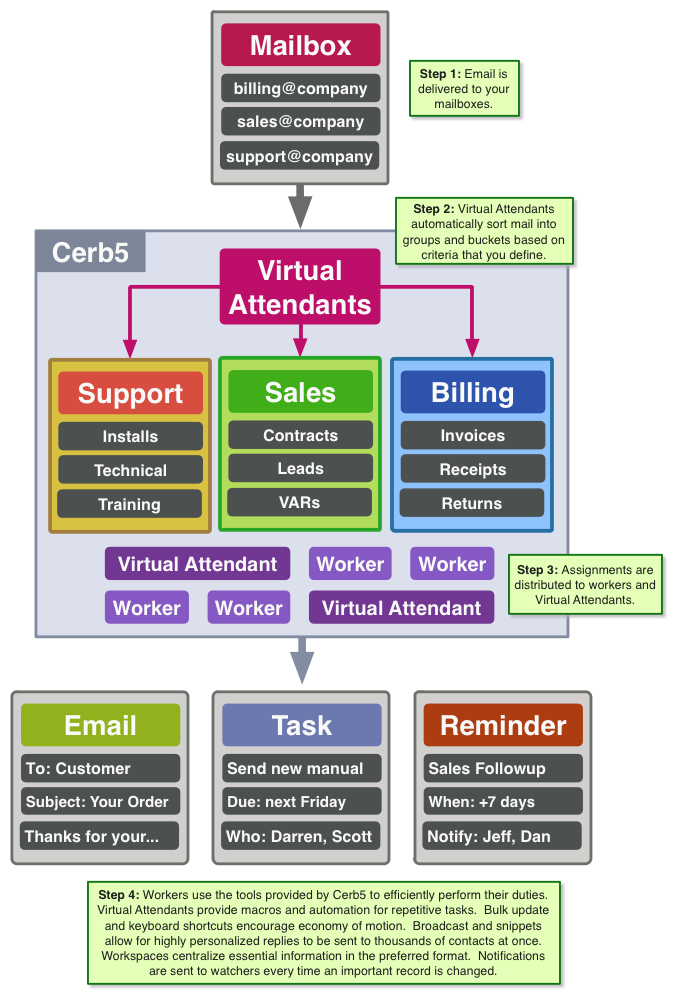 Mailbox
billing@company
sales@company
support@company
Step 1: Email is
delivered to your
mailboxes.
Step 2: Virtual Attendants
automatically sort mail into
groups and buckets based on
criteria that you define.
Cerb5
Virtual
Attendants
Support
Installs
Technical
Training
Sales
Contracts
Leads
VARs
Billing
Invoices
Receipts
Returns
Virtual Attendant
Worker
Worker
Worker
Worker
Virtual Attendant
Step 3: Assignments are
distributed to workers and
Virtual Attendants.
Email
To: Customer
Subject: Your Order
Thanks for your...
Task
Send new manual
Due: next Friday
Who: Darren, Scott
Reminder
Sales Followup
When: +7 days
Notify: Jeff, Dan
Step 4: Workers use the tools provided by Cerb5 to efficiently perform their duties.
Virtual Attendants provide macros and automation for repetitive tasks. Bulk update
and keyboard shortcuts encourage economy of motion. Broadcast and snippets
allow for highly personalized replies to be sent to thousands of contacts at once.
Workspaces centralize essential information in the preferred format. Notifications
are sent to watchers every time an important record is changed.